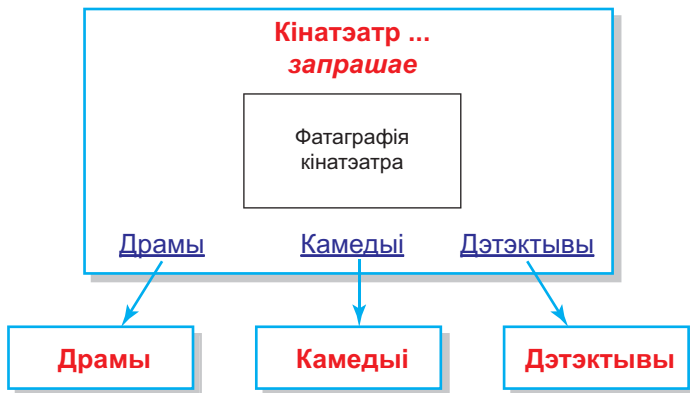 Кінатэатр ...
запрашае
Фатаграфія
кінатэатра
Драмы Камедыі Дэтэктывы
Драмы Камедыі Дэтэктывы